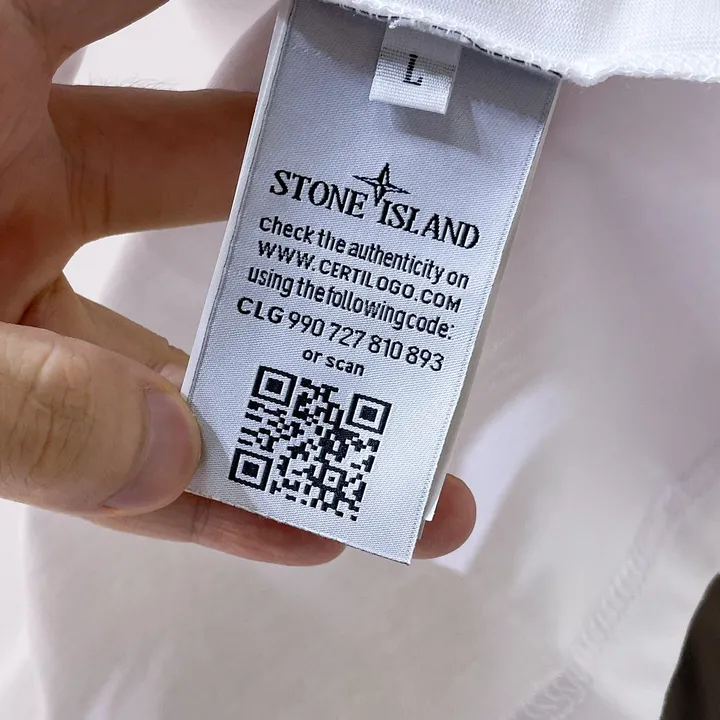 L
STONE ISLAND
Check the authenticity on
WWW.CERTILOGO.COM
using the following code:
CLG 990 727 810 893
or scan